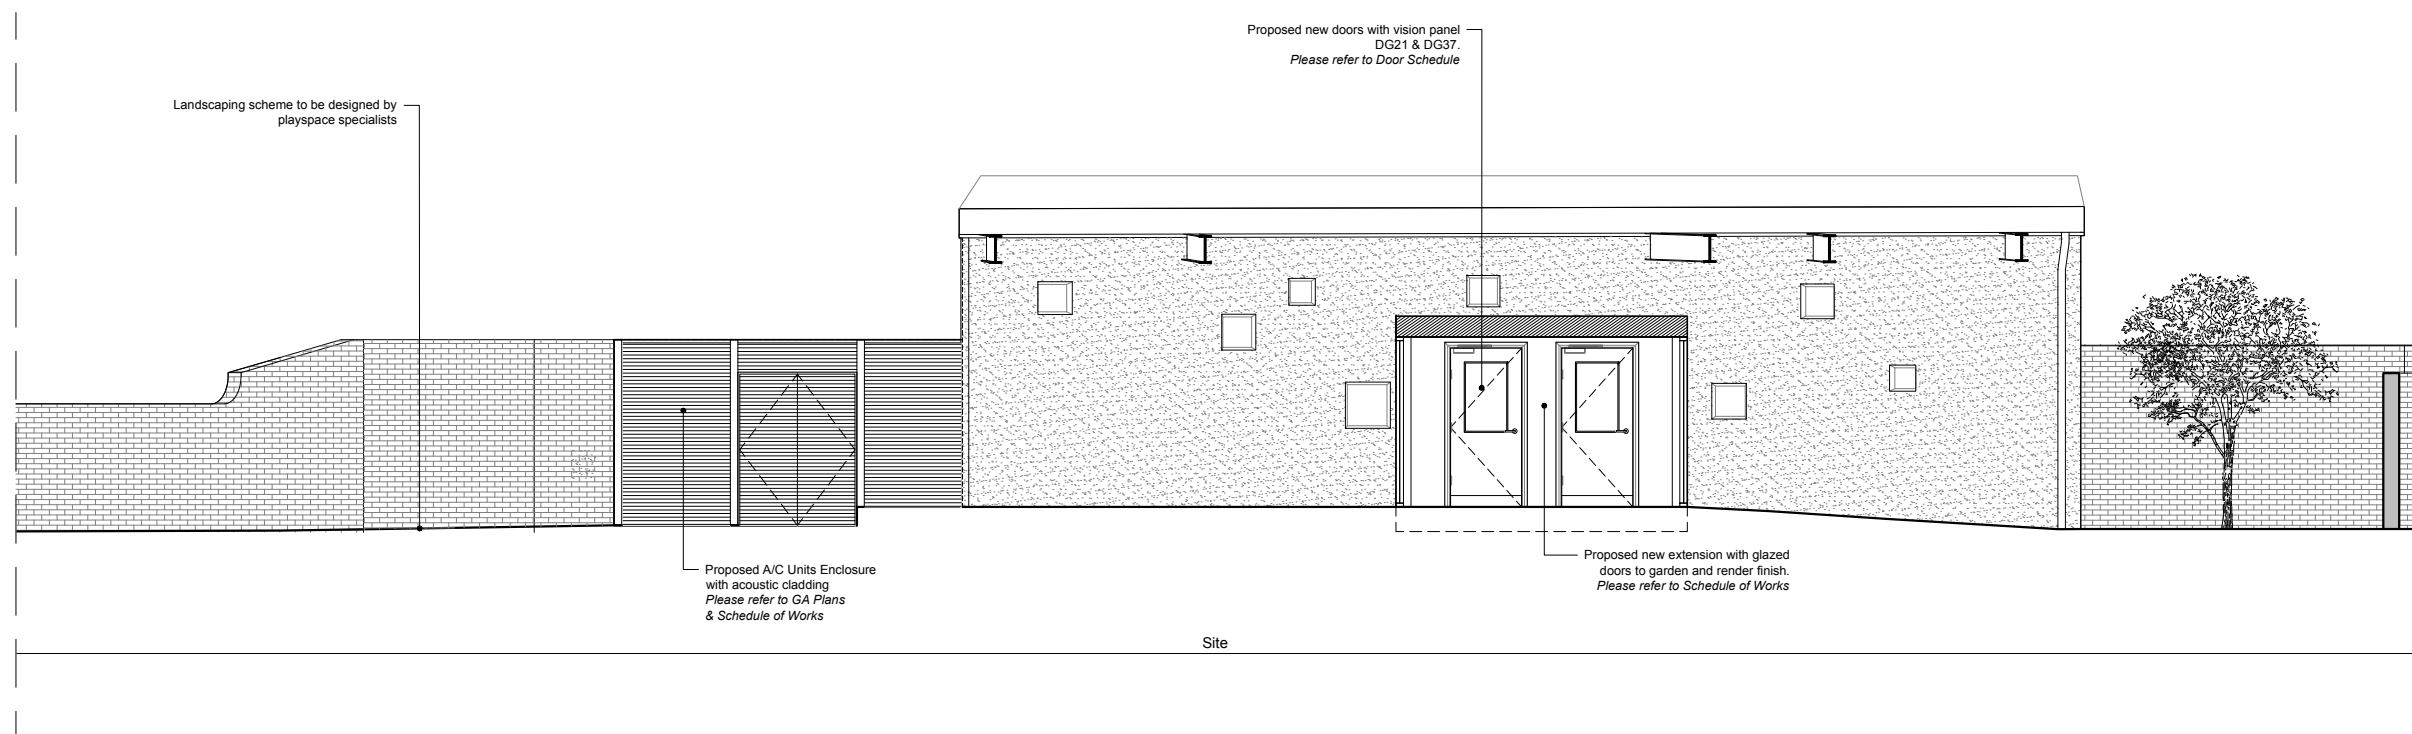 Proposed new doors with vision panel
DG21 & DG37.
Please refer to Door Schedule
Landscaping scheme to be designed by
playspace specialists
Proposed A/C Units Enclosure
with acoustic cladding
Please refer to GA Plans
& Schedule of Works
Proposed new extension with glazed
doors to garden and render finish.
Please refer to Schedule of Works
Site